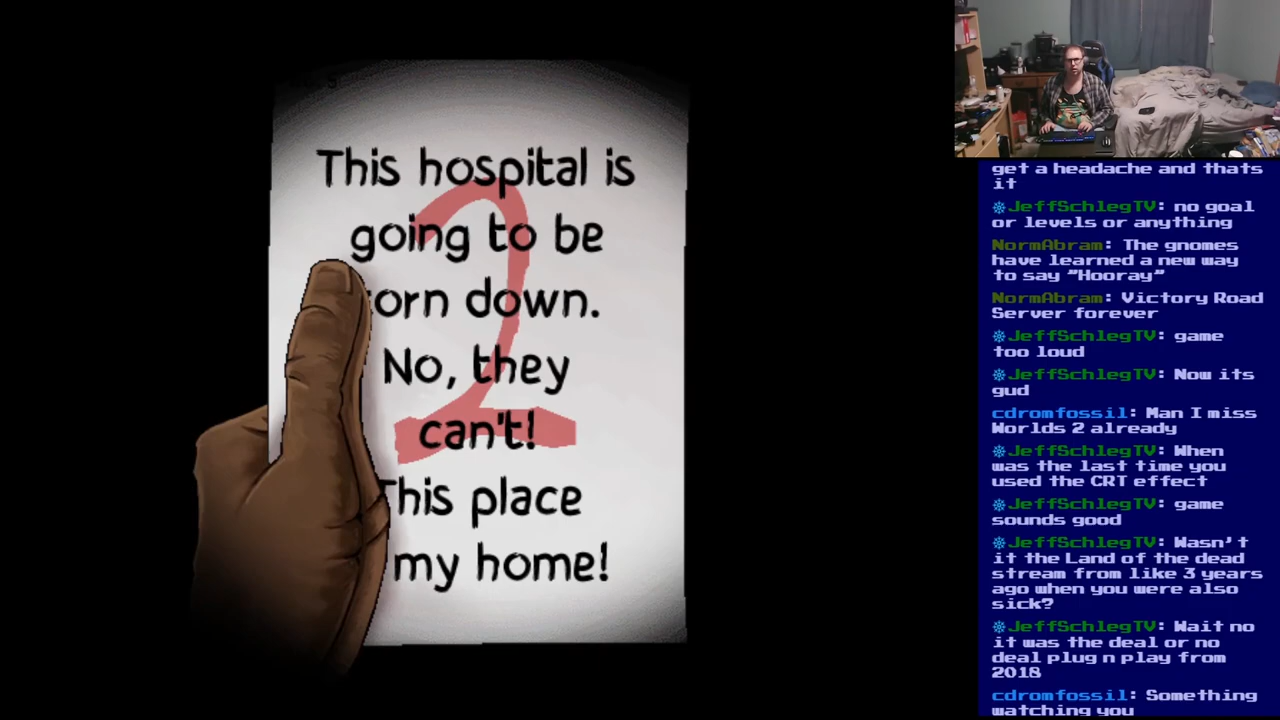 This hospital is
going to be
torn down.
No, they
can't!
This place
my home!
2
get a headache and thats
it
JeffSchlegTV: no goal
or levels or anything
NormAbram: The gnomes
have learned a new way
to say "Hooray"
NormAbram: Victory Road
Server forever
JeffSchlegTV: game
too loud
JeffSchlegTV: Now its
gud
cdromfossil: Man I miss
Worlds 2 already
JeffSchlegTV: When
was the last time you
used the CRT effect
JeffSchlegTV: game
sounds good
JeffSchlegTV: Wasn't
it the Land of the dead
stream from like 3 years
ago when you were also
sick?
JeffSchlegTV: Wait no
it was the deal or no
deal plug n play from
2018
cdromfossil: Something
watching you